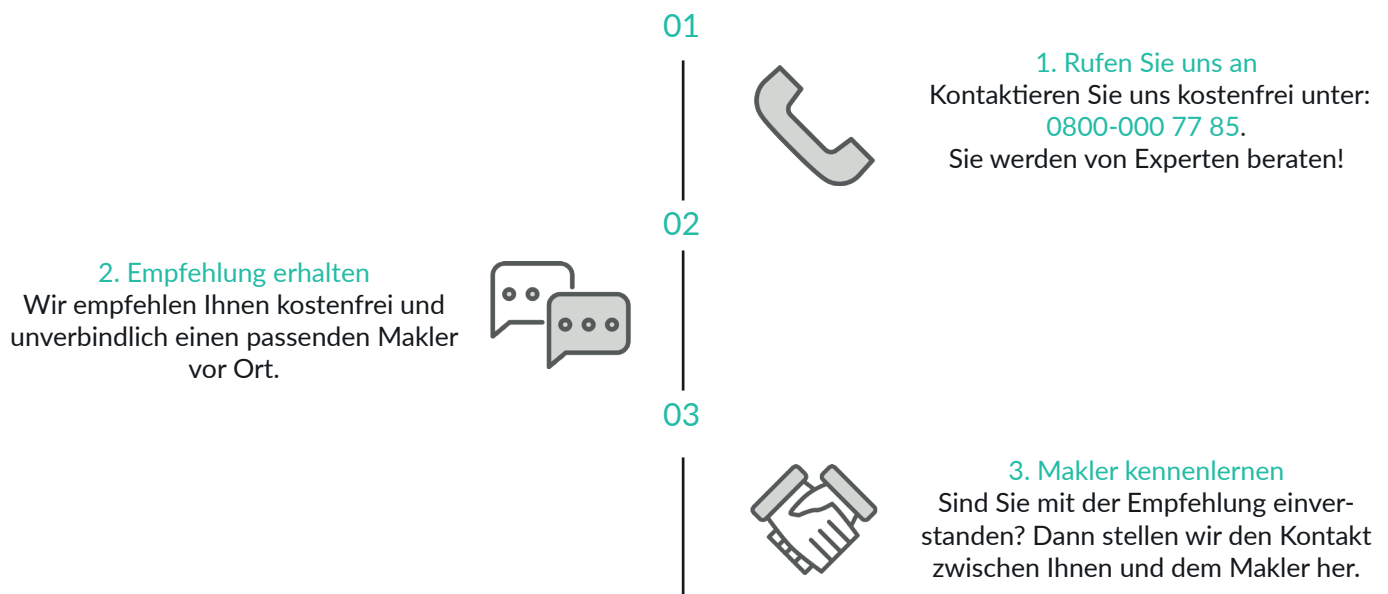 01
1. Rufen Sie uns an
Kontaktieren Sie uns kostenfrei unter:
0800-000 77 85.
Sie werden von Experten beraten!
02
2. Empfehlung erhalten
Wir empfehlen Ihnen kostenfrei und
unverbindlich einen passenden Makler
vor Ort.
03
3. Makler kennenlernen
Sind Sie mit der Empfehlung einver-
standen? Dann stellen wir den Kontakt
zwischen Ihnen und dem Makler her.